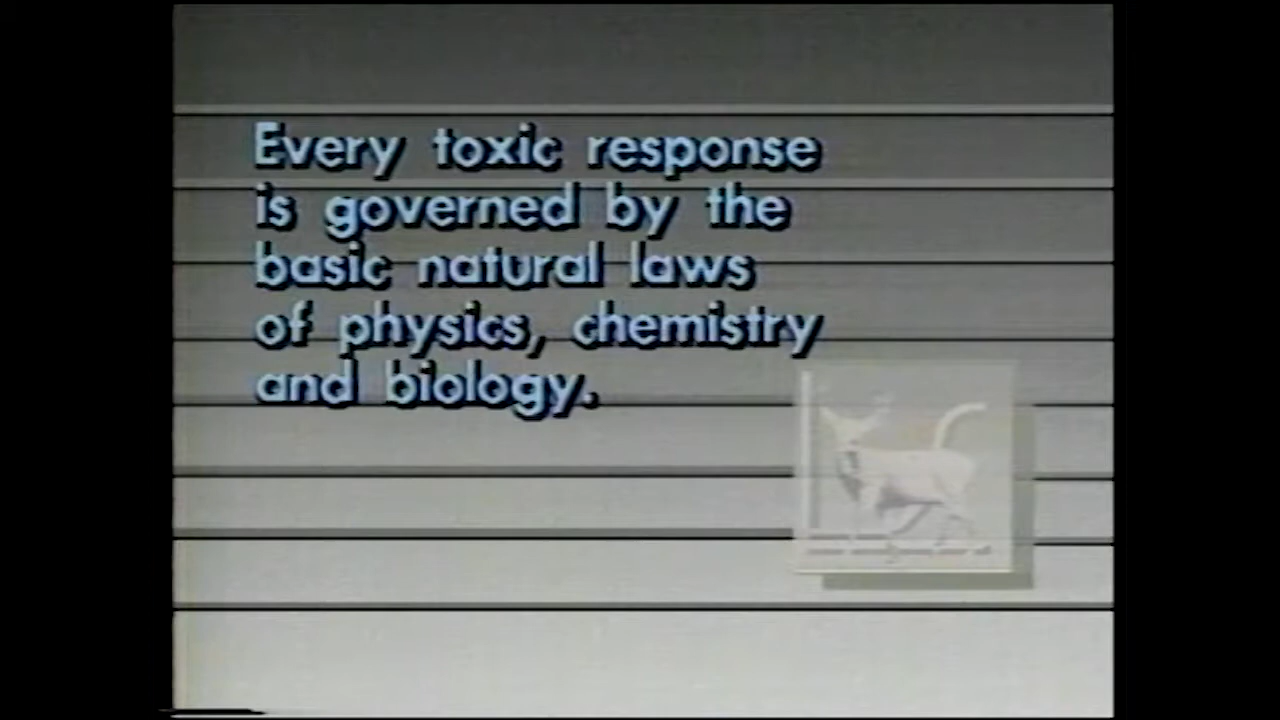 Every toxic response
is governed by the
basic natural laws
of physics, chemistry
and biology.